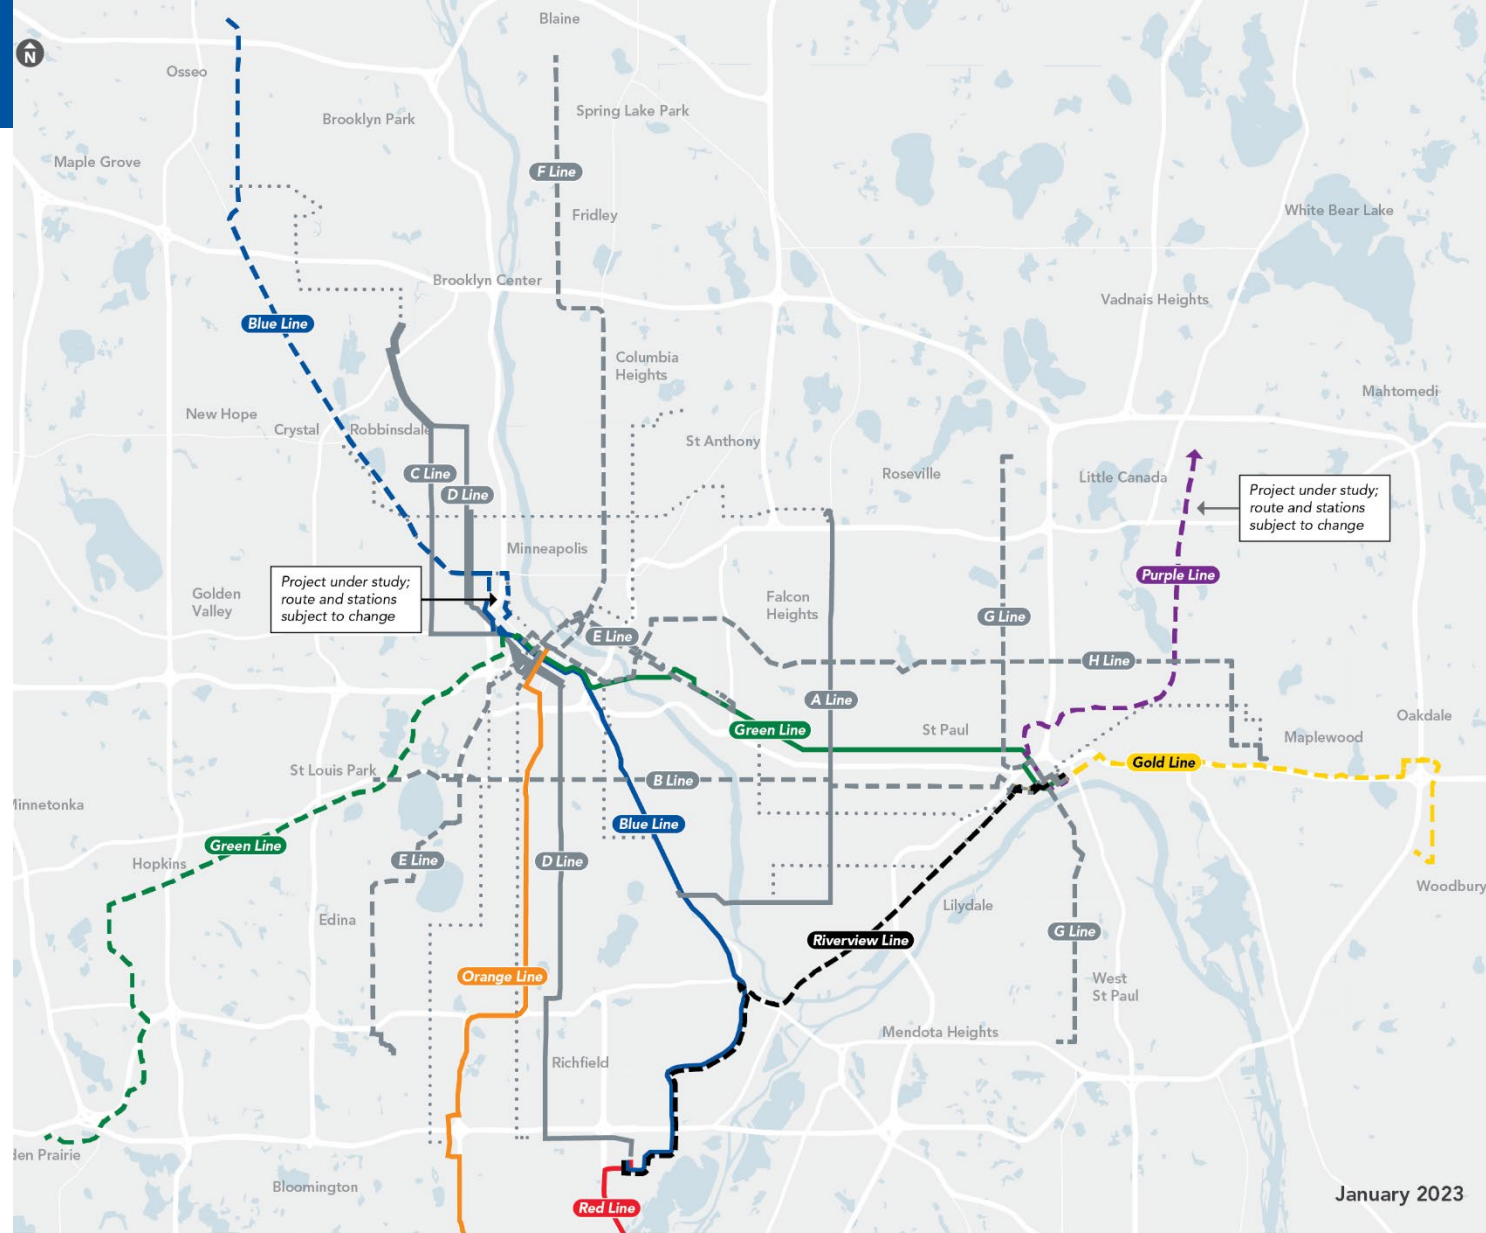 Blaine
N
Osseo
Spring Lake Park
Brooklyn Park
Maple Grove
F Line
White Bear Lake
Fridley
Brooklyn Center
Vadnais Heights
Blue Line
Columbia
Heights
Mahtomedi
New Hope
Crystal
Robbinsdale
St Anthony
C Line
Roseville
Little Canada
D Line
Project under study;
route and stations
subject to change
Minneapolis
Purple Line
Project under study;
route and stations
subject to change
Golden
Valley
Falcon
Heights
G Line
E Line
H Line
A Line
Green Line
St Paul
Oakdale
Maplewood
Gold Line
St Louis Park
B Line
Minnetonka
Blue Line
Green Line
Hopkins
E Line
D Line
Woodbury
Lilydale
Edina
G Line
Riverview Line
Orange Line
West
St Paul
Mendota Heights
Richfield
den Prairie
Bloomington
January 2023
Red Line